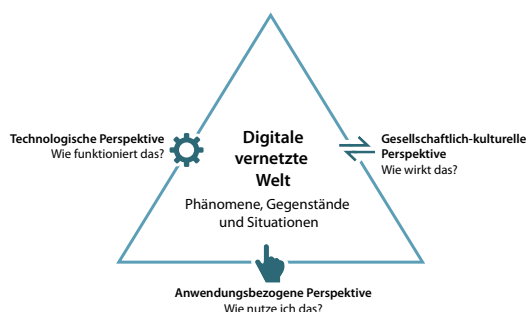 Technologische Perspektive
Wie funktioniert das?
Digitale
vernetzte
Welt
Phänomene, Gegenstände
und Situationen
Gesellschaftlich-kulturelle
Perspektive
Wie wirkt das?
Anwendungsbezogene Perspektive
Wie nutze ich das?